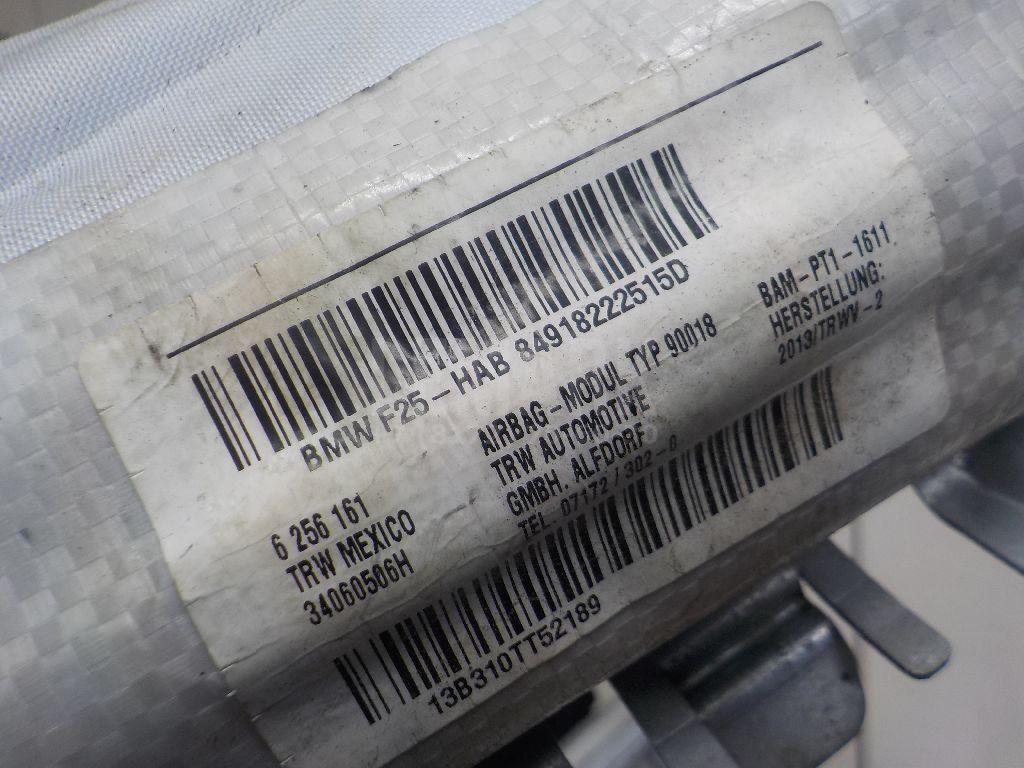 BMW F25-HAB 84918222515D
6 256 161
TRW MEXICO
34060506H
AIRBAG-MODUL TYP 90018
TRW AUTOMOTIVE
GMBH. ALFDORF
TEL. 07172/302-0
BAM-PT1-1611
HERSTELLUNG:
2013/TRWV-2
13B310TT52189